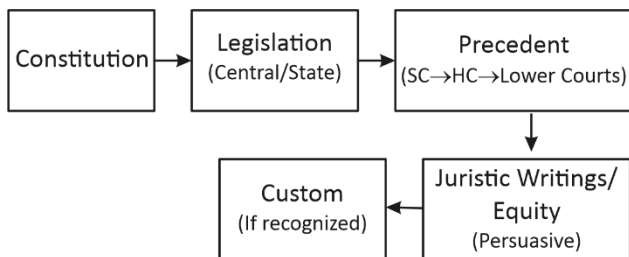 Constitution
Legislation
(Central/State)
Precedent
(SC→HC→Lower Courts)
Juristic Writings/
Equity
(Persuasive)
Custom
(If recognized)